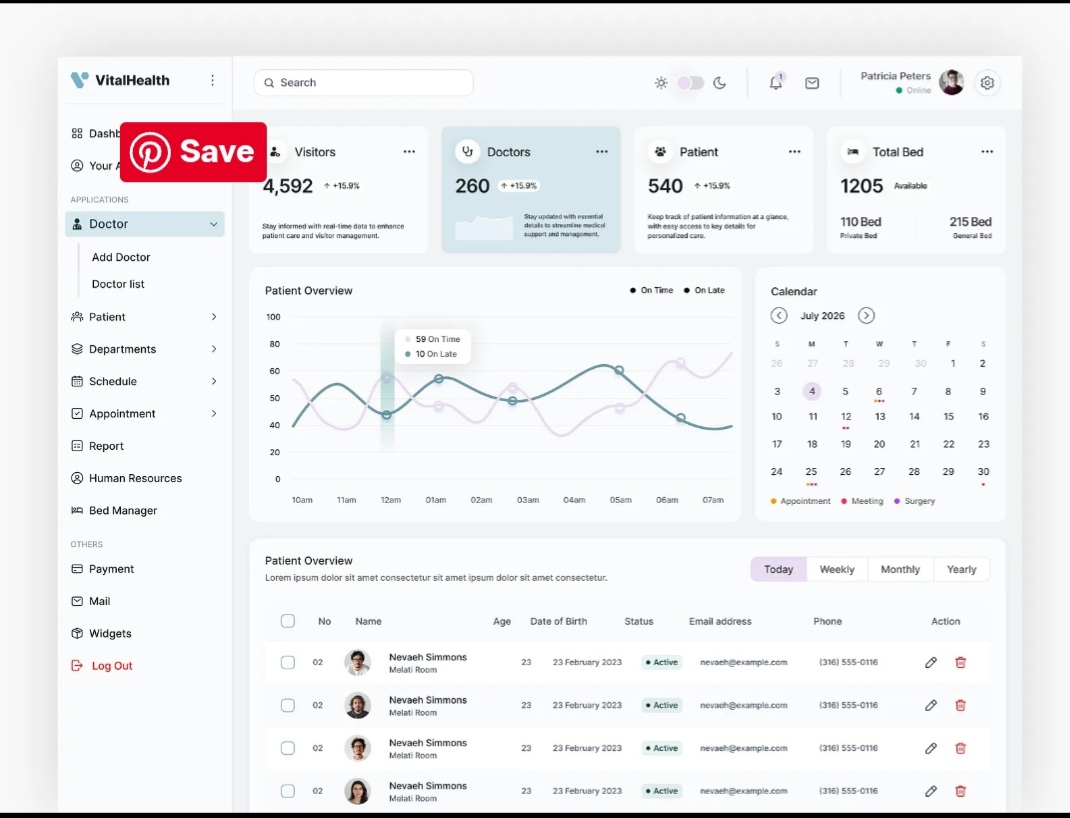 VitalHealth
Search
1
Patricia Peters
Online
Save
Dashb
Your A
APPLICATIONS
Doctor
Add Doctor
Doctor list
Patient
Departments
Schedule
Appointment
Report
Human Resources
Bed Manager
OTHERS
Payment
Mail
Widgets
Log Out
Visitors
4,592 ↑ +15.9%
Stay informed with real-time data to enhance
patient care and visitor management.
Doctors
260 ↑ +15.9%
Stay updated with essential
details to streamline medical
support and management.
Patient
540 ↑ +15.9%
Keep track of patient information at a glance,
with easy access to key details for
personalized care.
Total Bed
1205 Available
110 Bed 215 Bed
Private Bed General Bed
Patient Overview
On Time On Late
100
80
60
50
40
20
0
59 On Time
10 On Late
10am 11am 12am 01am 02am 03am 04am 05am 06am 07am
Calendar
July 2026
S M T W T F S
26 27 28 29 30 1 2
3 4 5 6 7 8 9
10 11 12 13 14 15 16
17 18 19 20 21 22 23
24 25 26 27 28 29 30
Appointment Meeting Surgery
Patient Overview
Lorem ipsum dolor sit amet consectetur sit amet ipsum dolor sit amet consectetur.
Today Weekly Monthly Yearly
No Name Age Date of Birth Status Email address Phone Action
02 Nevaeh Simmons 23 23 February 2023 Active nevaeh@example.com (316) 555-0116
Melati Room
02 Nevaeh Simmons 23 23 February 2023 Active nevaeh@example.com (316) 555-0116
Melati Room
02 Nevaeh Simmons 23 23 February 2023 Active nevaeh@example.com (316) 555-0116
Melati Room
02 Nevaeh Simmons 23 23 February 2023 Active nevaeh@example.com (316) 555-0116
Melati Room